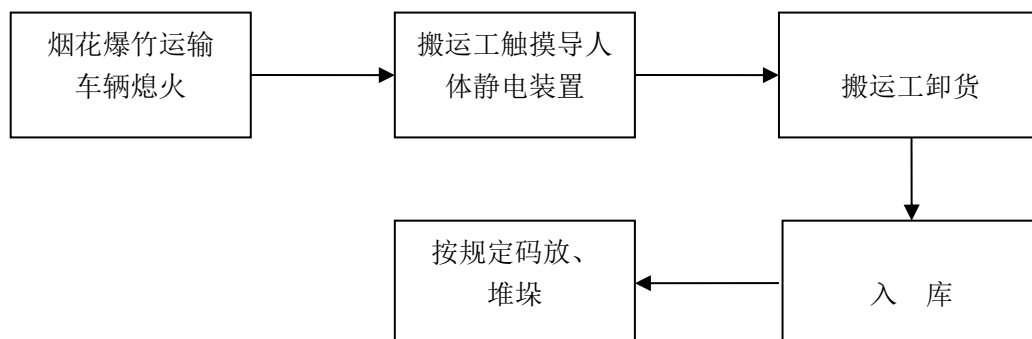 烟花爆竹运输
车辆熄火
搬运工触摸导人
体静电装置
搬运工卸货
入 库
按规定码放、
堆垛